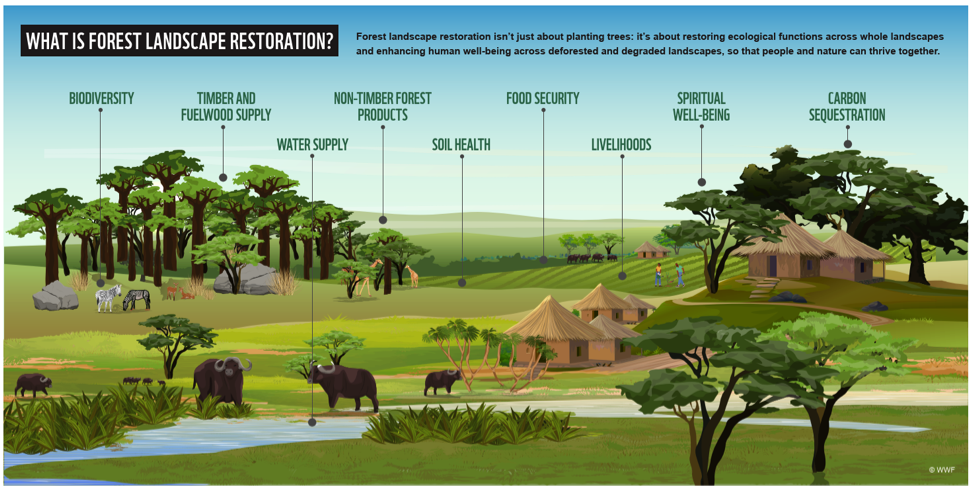 WHAT IS FOREST LANDSCAPE RESTORATION?
Forest landscape restoration isn't just about planting trees: it's about restoring ecological functions across whole landscapes
and enhancing human well-being across deforested and degraded landscapes, so that people and nature can thrive together.
BIODIVERSITY
TIMBER AND
FUELWOOD SUPPLY
WATER SUPPLY
NON-TIMBER FOREST
PRODUCTS
SOIL HEALTH
FOOD SECURITY
LIVELIHOODS
SPIRITUAL
WELL-BEING
CARBON
SEQUESTRATION
© WWF